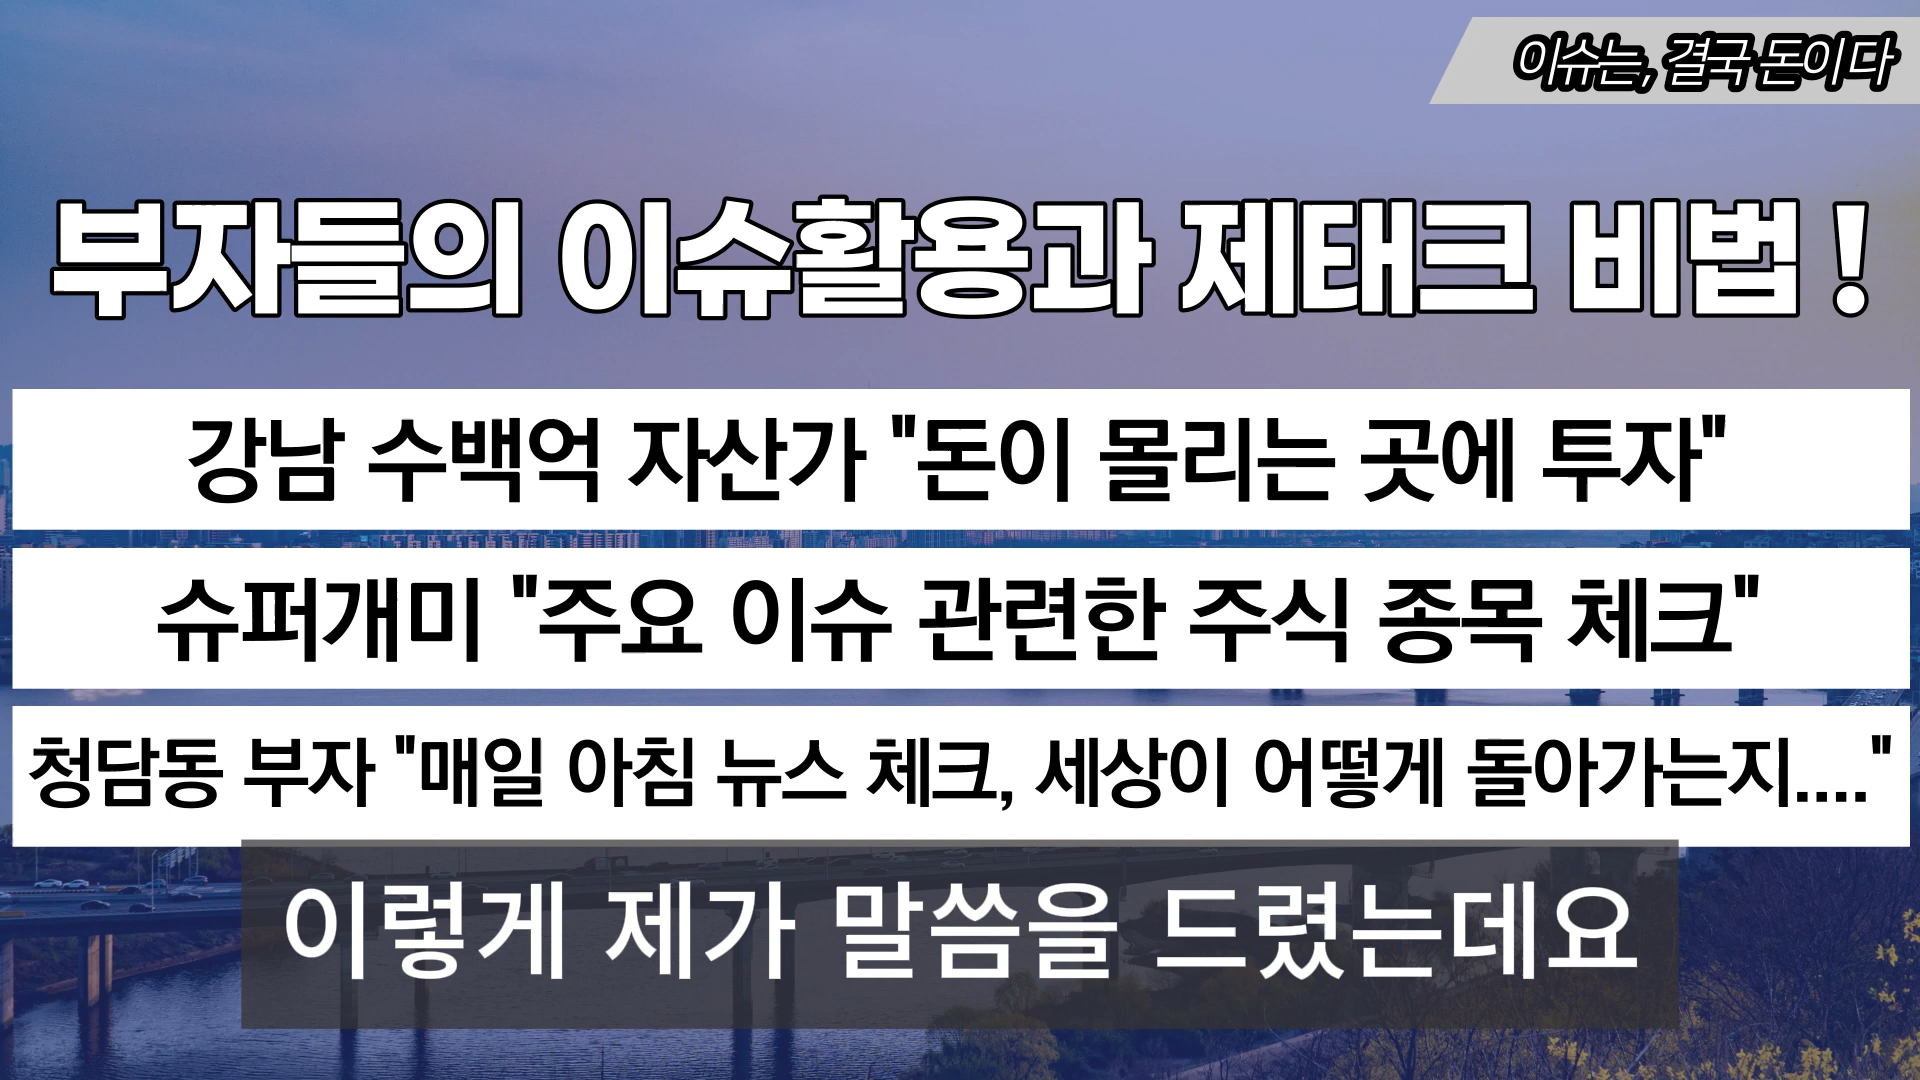 이슈는, 결국 돈이다
부자들의 이슈활용과 제태크 비법 !
강남 수백억 자산가 "돈이 몰리는 곳에 투자"
슈퍼개미 "주요 이슈 관련한 주식 종목 체크"
청담동 부자 "매일 아침 뉴스 체크, 세상이 어떻게 돌아가는지...."
이렇게 제가 말씀을 드렸는데요